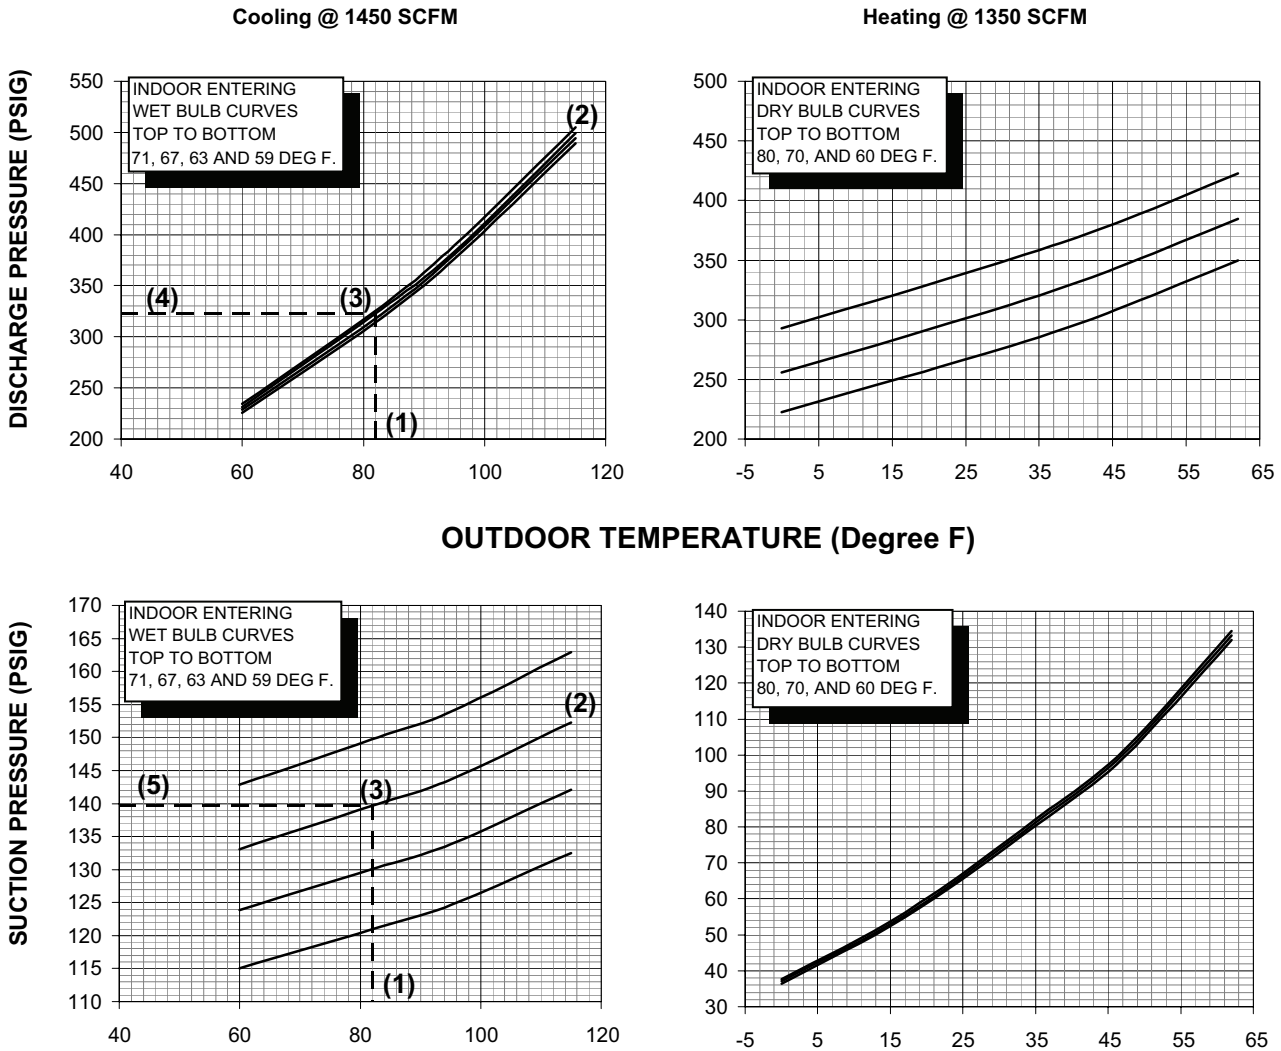 Cooling @ 1450 SCFM
Heating @ 1350 SCFM
DISCHARGE PRESSURE (PSIG)
550
500
450
400
350
300
250
200
INDOOR ENTERING
WET BULB CURVES
TOP TO BOTTOM
71, 67, 63 AND 59 DEG F.
(2)
(4)
(3)
(1)
40 60 80 100 120
500
450
400
350
300
250
200
INDOOR ENTERING
DRY BULB CURVES
TOP TO BOTTOM
80, 70, AND 60 DEG F.
-5 5 15 25 35 45 55 65
OUTDOOR TEMPERATURE (Degree F)
SUCTION PRESSURE (PSIG)
170
165
160
155
150
145
140
135
130
125
120
115
110
INDOOR ENTERING
WET BULB CURVES
TOP TO BOTTOM
71, 67, 63 AND 59 DEG F.
(2)
(5)
(3)
(1)
40 60 80 100 120
140
130
120
110
100
90
80
70
60
50
40
30
INDOOR ENTERING
DRY BULB CURVES
TOP TO BOTTOM
80, 70, AND 60 DEG F.
-5 5 15 25 35 45 55 65